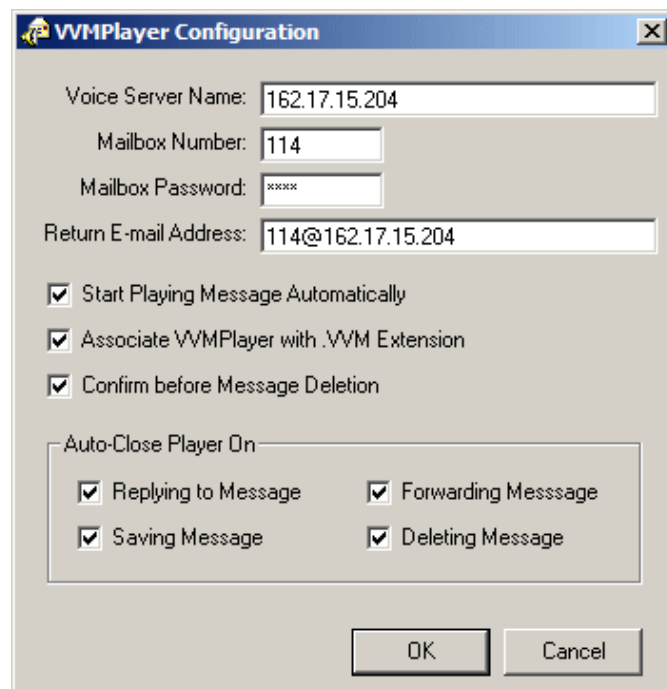 VVMPlayer Configuration
Voice Server Name: 162.17.15.204
Mailbox Number: 114
Mailbox Password: ****
Return E-mail Address: 114@162.17.15.204
Start Playing Message Automatically
Associate VVMPlayer with .VVM Extension
Confirm before Message Deletion
Auto-Close Player On
Replying to Message Forwarding Messsage
Saving Message Deleting Message
OK Cancel